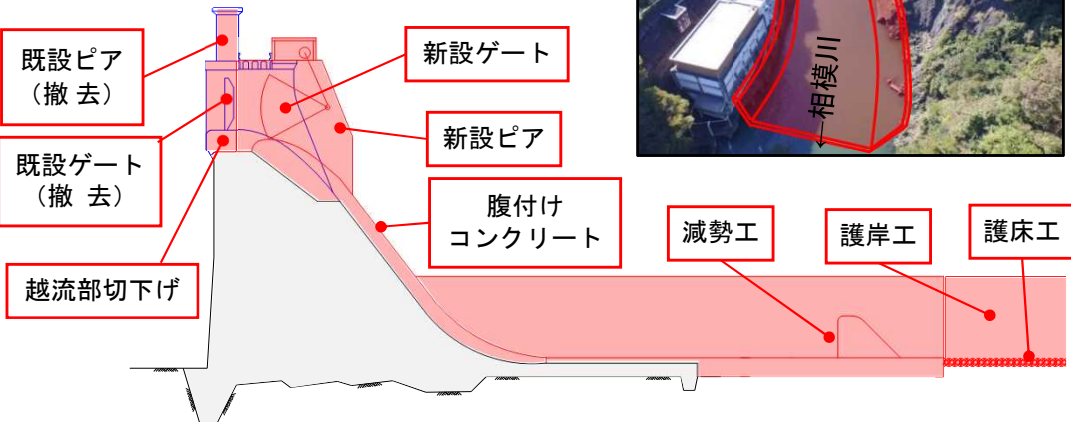 既設ピア
（撤 去）
新設ゲート
←相模川
新設ピア
既設ゲート
（撤 去）
腹付け
コンクリート
減勢工
護岸工
護床工
越流部切下げ